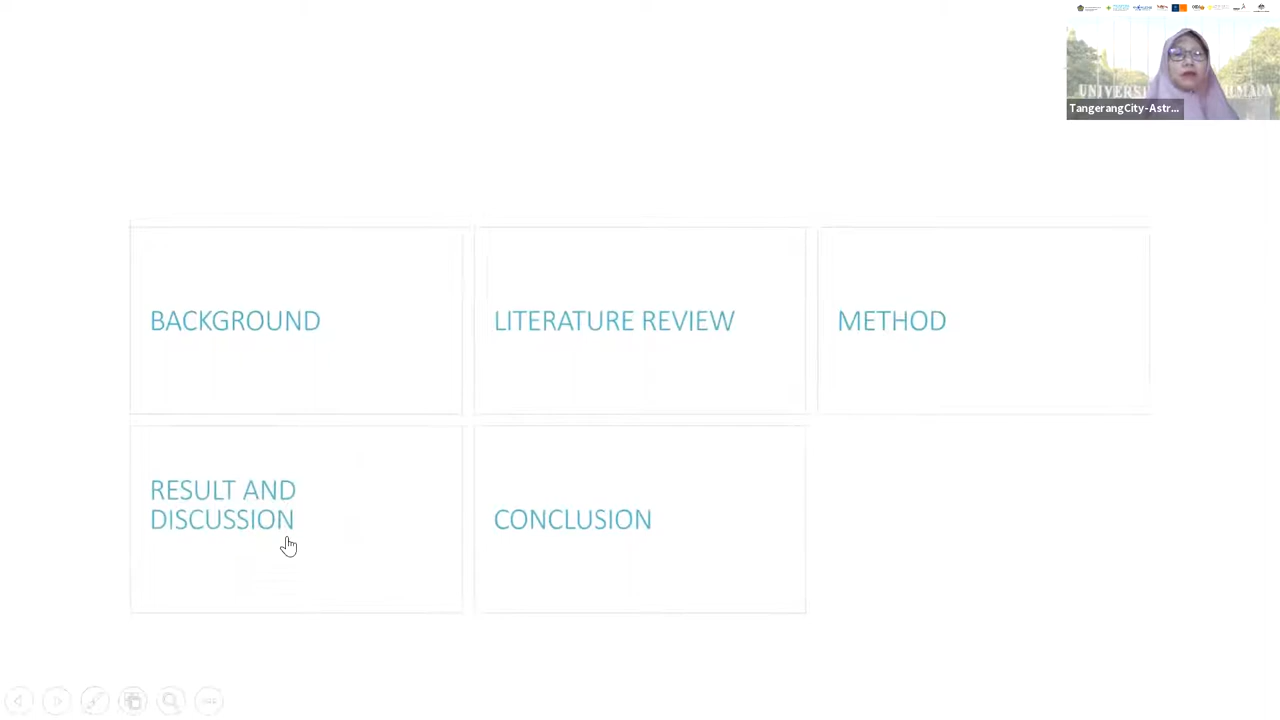 TangerangCity-Astr...
BACKGROUND
LITERATURE REVIEW
METHOD
RESULT AND
DISCUSSION
CONCLUSION